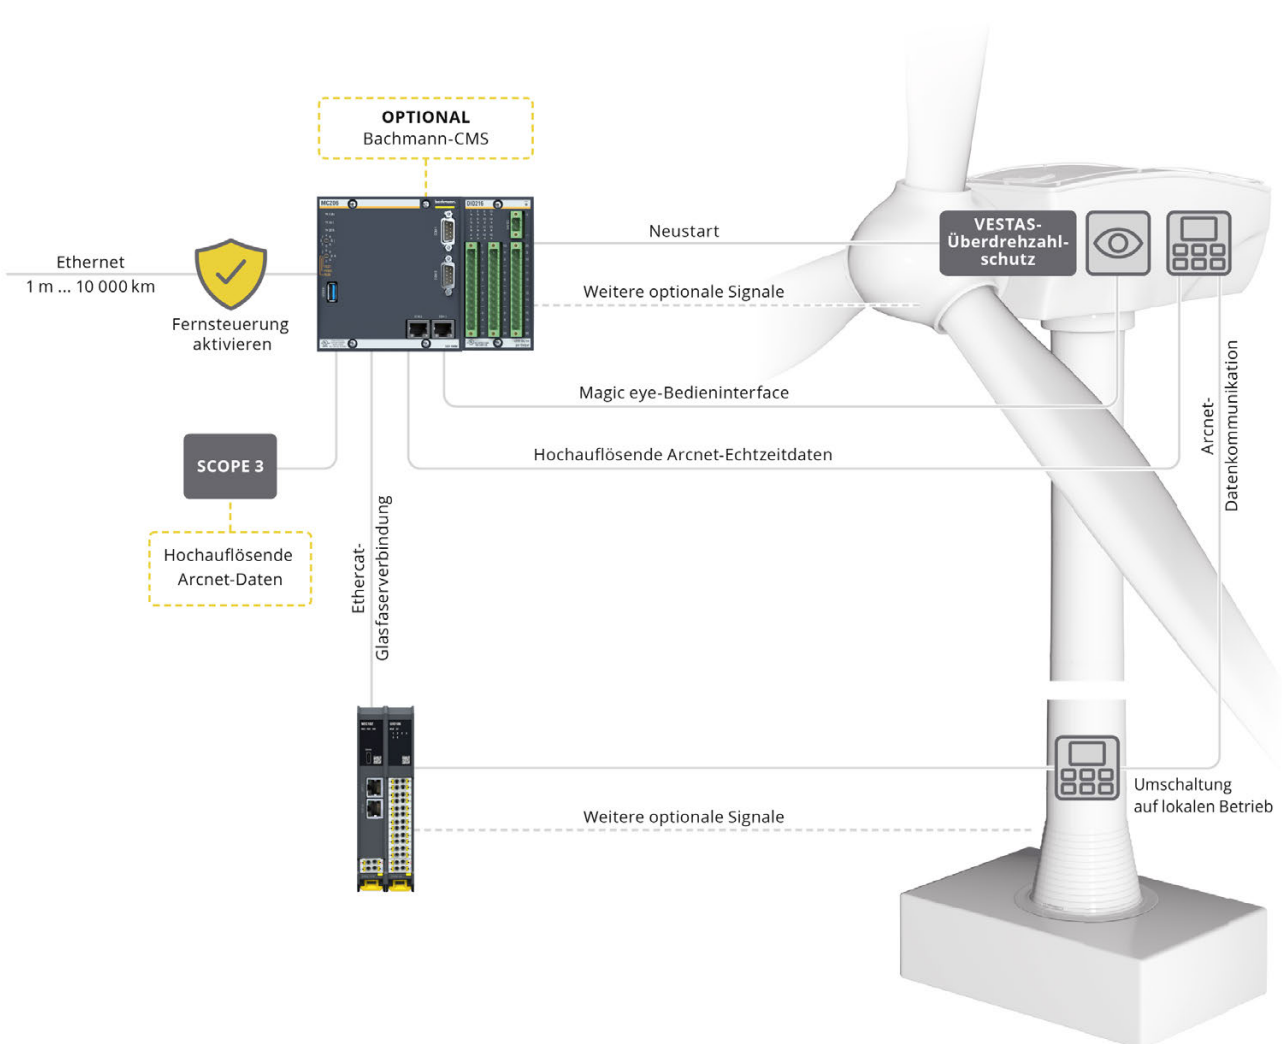 OPTIONAL
Bachmann-CMS
MC206
DIO216
Neustart
VESTAS-
Überdrehzahl-
schutz
Ethernet
1 m ... 10 000 km
Fernsteuerung
aktivieren
Weitere optionale Signale
Magic eye-Bedieninterface
Arcnet-
Datenkommunikation
SCOPE 3
Hochauflösende Arcnet-Echtzeitdaten
Hochauflösende
Arcnet-Daten
Ethercat-
Glasfaserverbindung
Umschaltung
auf lokalen Betrieb
Weitere optionale Signale